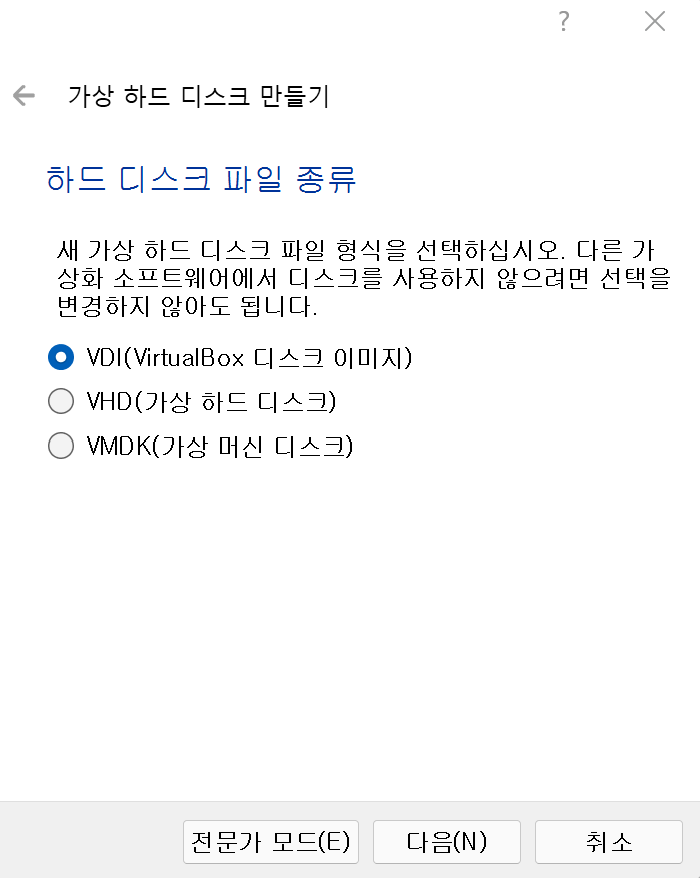 ?
가상 하드 디스크 만들기
하드 디스크 파일 종류
새 가상 하드 디스크 파일 형식을 선택하십시오. 다른 가
상화 소프트웨어에서 디스크를 사용하지 않으려면 선택을
변경하지 않아도 됩니다.
VDI(VirtualBox 디스크 이미지)
VHD(가상 하드 디스크)
VMDK(가상 머신 디스크)
전문가 모드(E) 다음(N) 취소